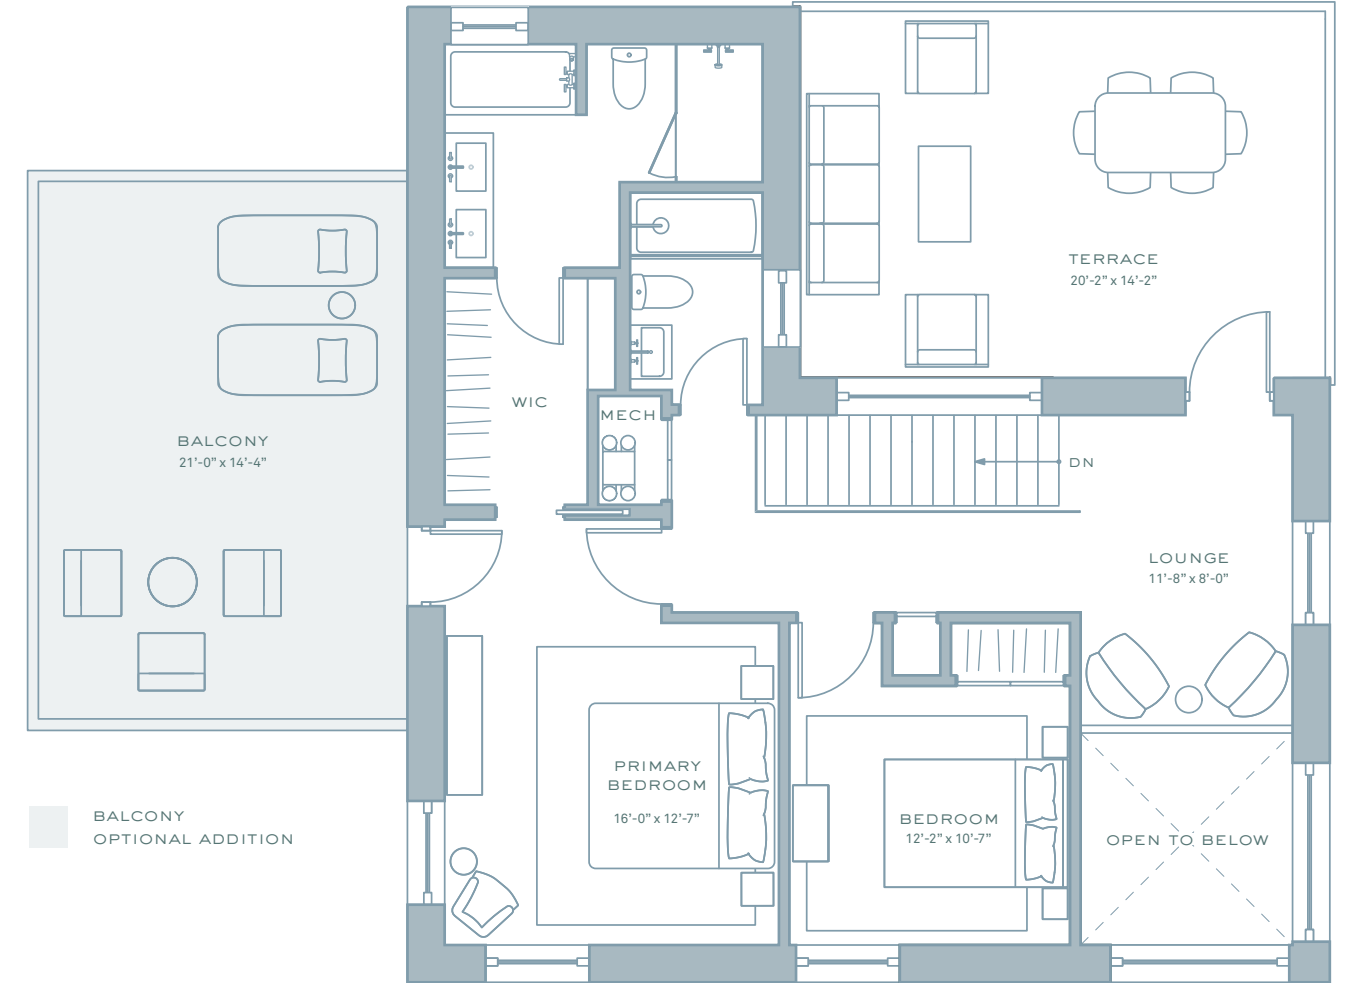 TERRACE
20'-2" x 14'-2"
WIC
MECH
BALCONY
21'-0" x 14'-4"
DN
LOUNGE
11'-8" x 8'-0"
PRIMARY
BEDROOM
16'-0" x 12'-7"
BEDROOM
12'-2" x 10'-7"
OPEN TO BELOW
BALCONY
OPTIONAL ADDITION